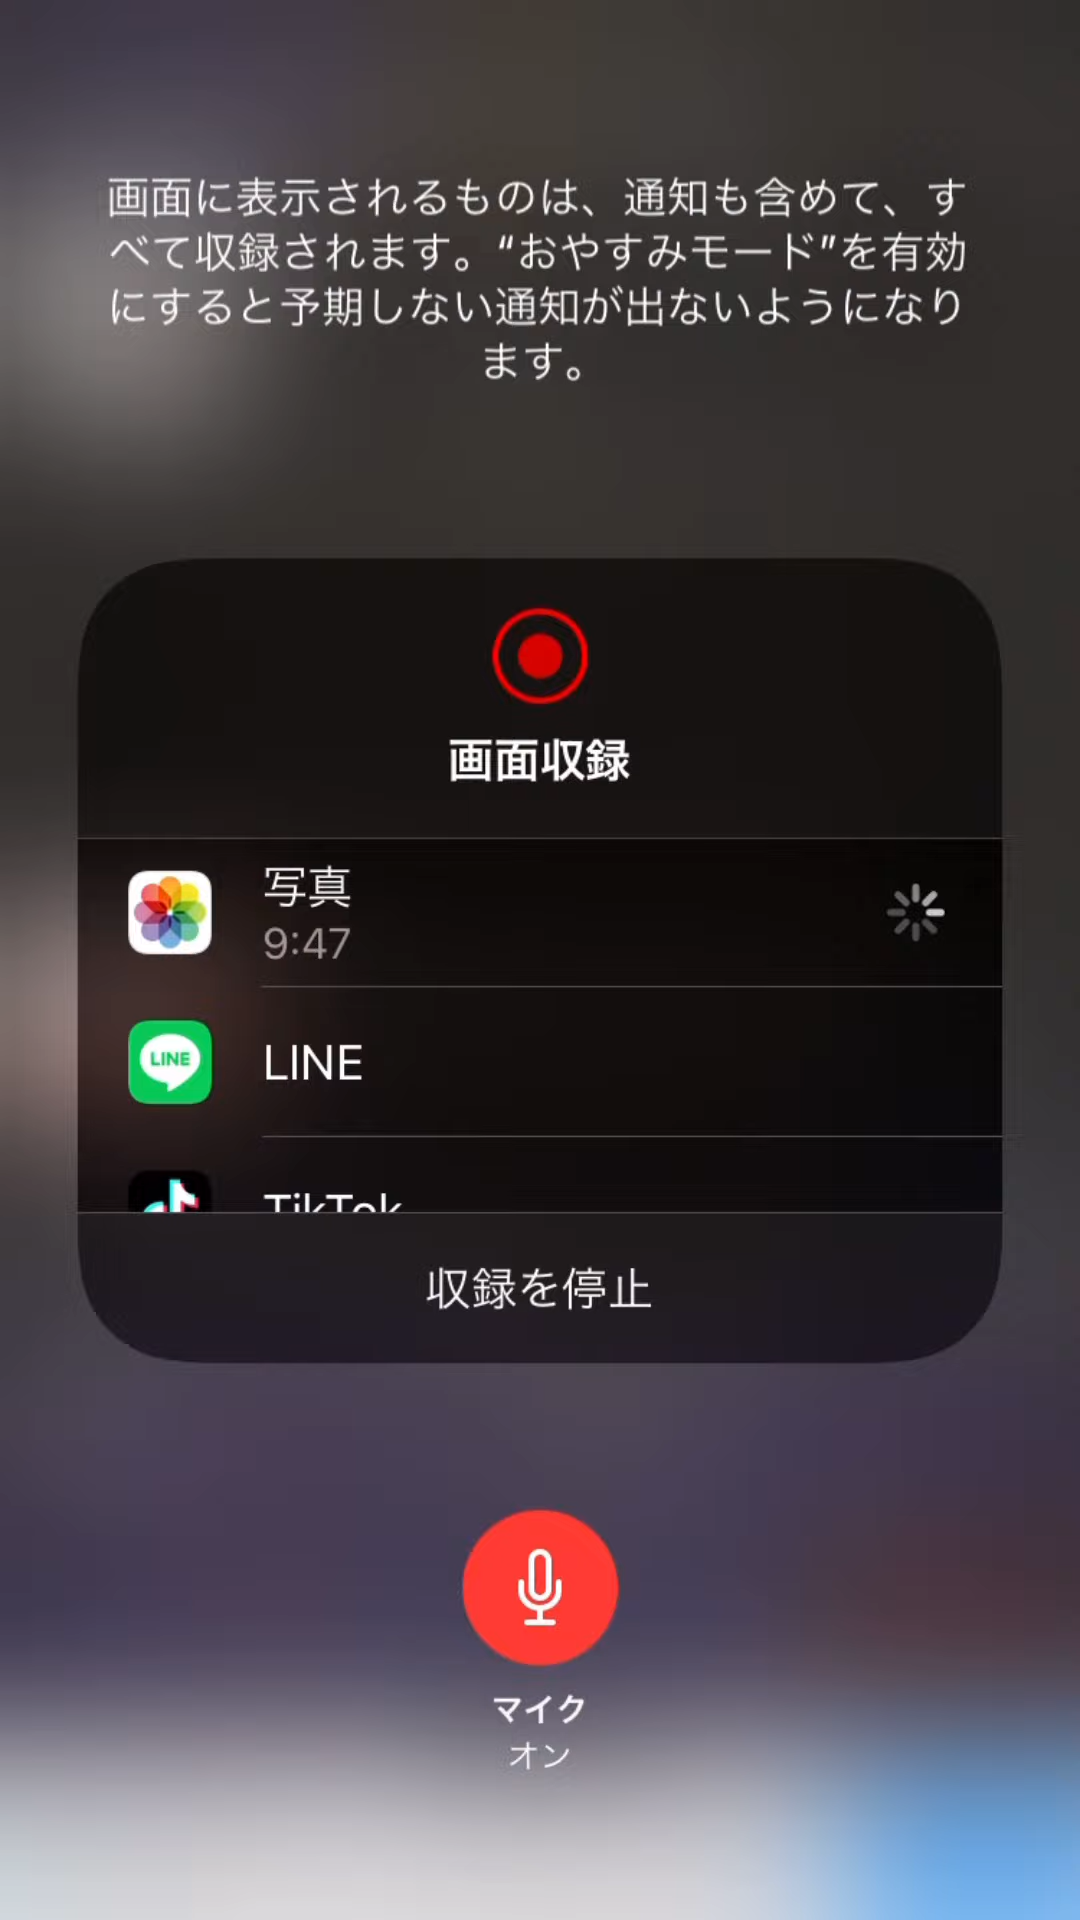 画面に表示されるものは、通知も含めて、す
べて収録されます。“おやすみモード”を有効
にすると予期しない通知が出ないようになり
ます。
画面収録
写真
9:47
LINE
LINE
TikTok
収録を停止
マイク
オン